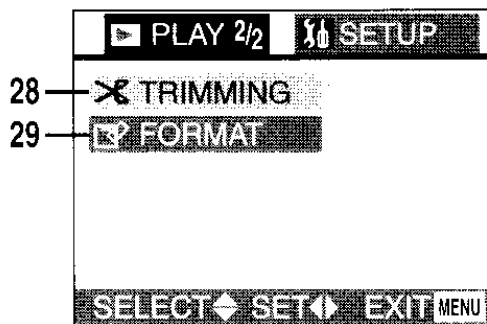 PLAY 2/2 SETUP
28 TRIMMING
29 FORMAT
SELECT SET EXIT MENU